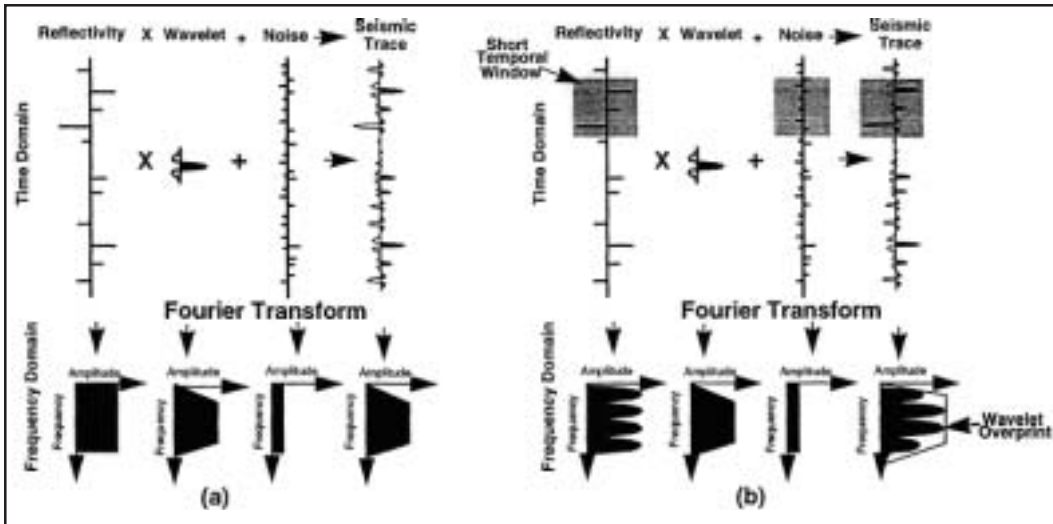 Reflectivity X Wavelet + Noise Seismic Trace
Time Domain
X +
Fourier Transform
Frequency Domain
Amplitude Amplitude Amplitude Amplitude
Frequency Frequency Frequency Frequency
(a)
Reflectivity X Wavelet + Noise Seismic Trace
Short Temporal Window
Time Domain
X +
Fourier Transform
Frequency Domain
Amplitude Amplitude Amplitude Amplitude
Frequency Frequency Frequency Frequency
Wavelet Overprint
(b)